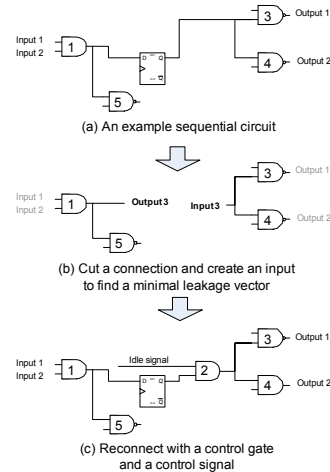 Input 1
Input 2
1
D
Q
3
Output 1
4
Output 2
5
(a) An example sequential circuit
Input 1
Input 2
1
Output3
Input3
3
Output 1
4
Output 2
5
(b) Cut a connection and create an input
to find a minimal leakage vector
Idle signal
Input 1
Input 2
1
D
Q
2
3
Output 1
4
Output 2
5
(c) Reconnect with a control gate
and a control signal